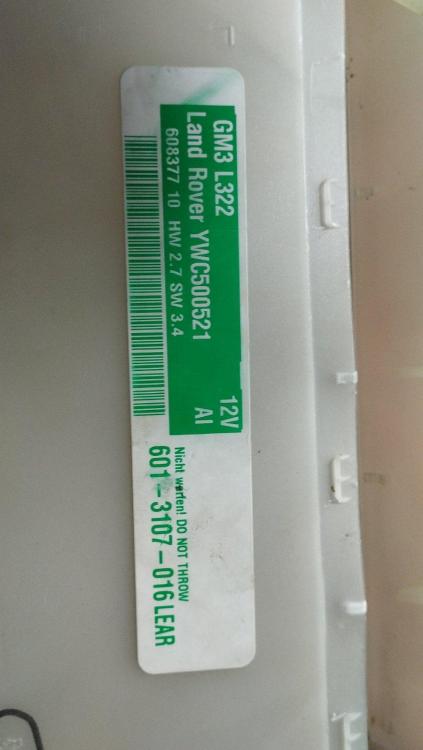 GM3 L322 12V
Land Rover YWC500521 AI
608377 10 HW 2.7 SW 3.4
Nicht werfen! DO NOT THROW
601-3107-016 LEAR